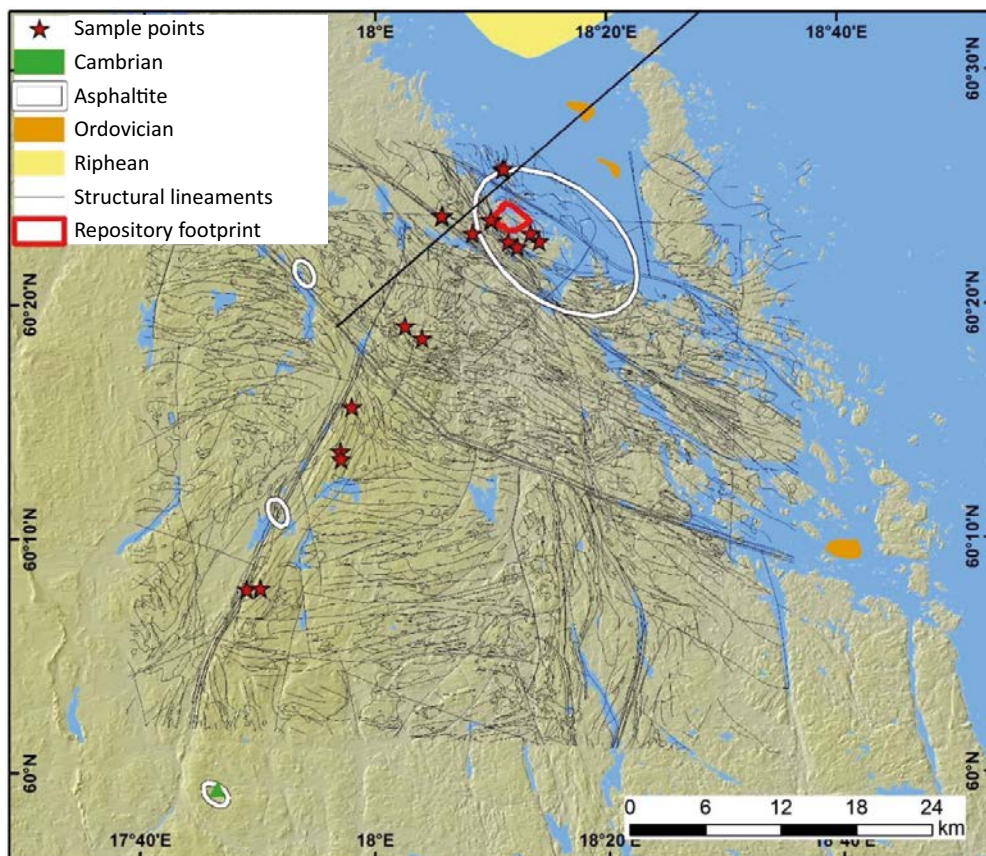 Sample points
Cambrian
Asphaltite
Ordovician
Riphean
Structural lineaments
Repository footprint
18°E
18°20'E
18°40'E
60°30'N
60°20'N
60°20'N
60°10'N
60°10'N
60°N
60°N
17°40'E
18°E
18°20'E
18°40'E
0 6 12 18 24
km